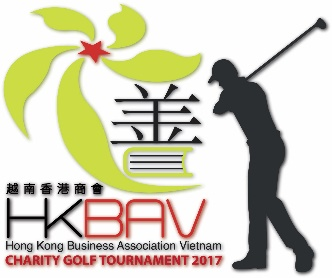 善
越南香港商會
HKBAV
Hong Kong Business Association Vietnam
CHARITY GOLF TOURNAMENT 2017